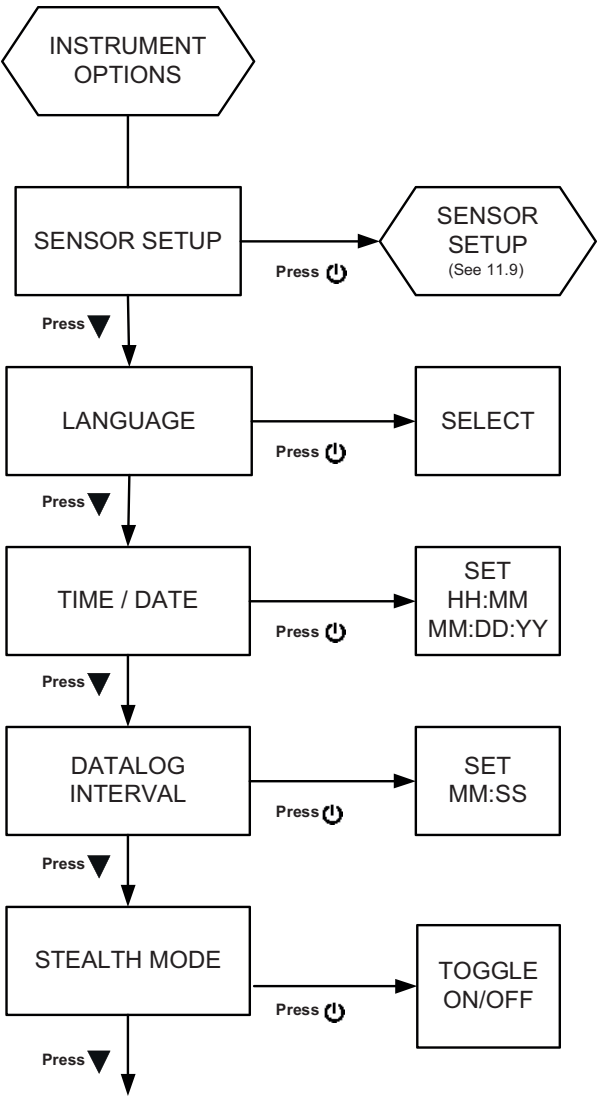 INSTRUMENT
OPTIONS
SENSOR SETUP
Press
SENSOR
SETUP
(See 11.9)
Press
LANGUAGE
Press
SELECT
Press
TIME / DATE
Press
SET
HH:MM
MM:DD:YY
Press
DATALOG
INTERVAL
Press
SET
MM:SS
Press
STEALTH MODE
Press
TOGGLE
ON/OFF
Press